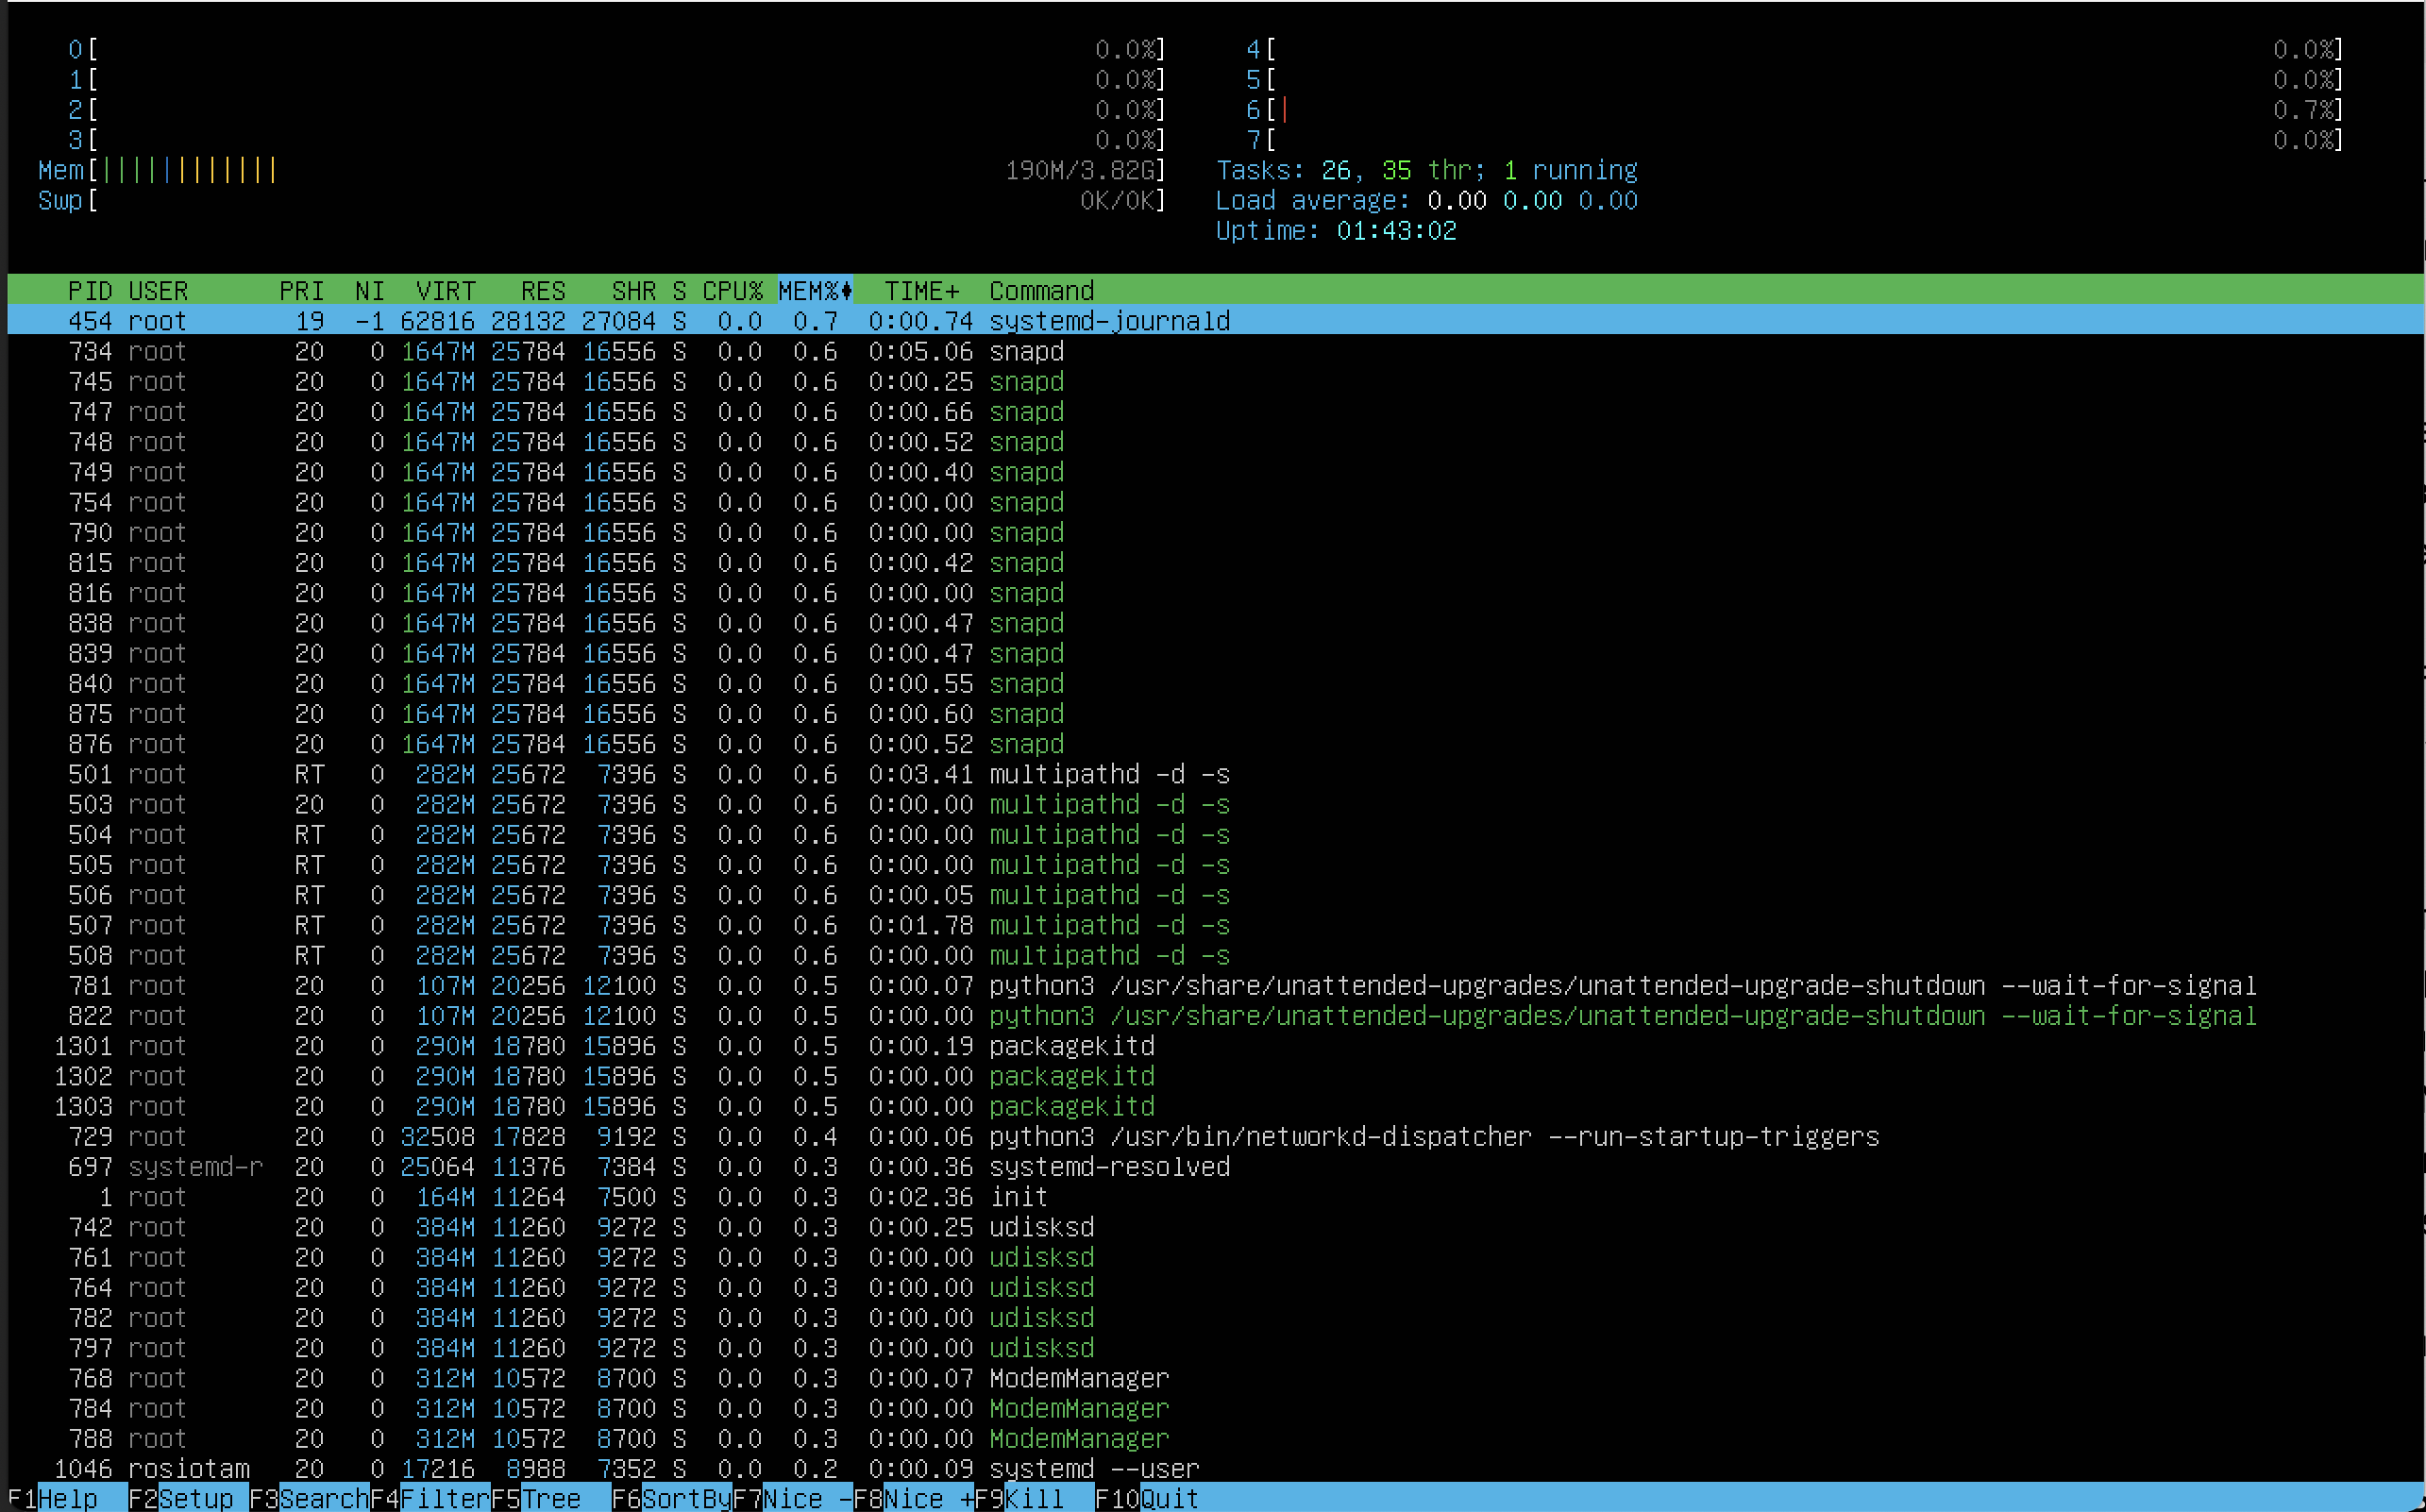 0[ 0.0%] 4[ 0.0%]
1[ 0.0%] 5[ 0.0%]
2[ 0.0%] 6[| 0.7%]
3[ 0.0%] 7[ 0.0%]
Mem[|||||||||||| 190M/3.82G] Tasks: 26, 35 thr; 1 running
Swp[ 0K/0K] Load average: 0.00 0.00 0.00
Uptime: 01:43:02
PID USER PRI NI VIRT RES SHR S CPU% MEM%♦ TIME+ Command
454 root 19 -1 62816 28132 27084 S 0.0 0.7 0:00.74 systemd-journald
734 root 20 0 1647M 25784 16556 S 0.0 0.6 0:05.06 snapd
745 root 20 0 1647M 25784 16556 S 0.0 0.6 0:00.25 snapd
747 root 20 0 1647M 25784 16556 S 0.0 0.6 0:00.66 snapd
748 root 20 0 1647M 25784 16556 S 0.0 0.6 0:00.52 snapd
749 root 20 0 1647M 25784 16556 S 0.0 0.6 0:00.40 snapd
754 root 20 0 1647M 25784 16556 S 0.0 0.6 0:00.00 snapd
790 root 20 0 1647M 25784 16556 S 0.0 0.6 0:00.00 snapd
815 root 20 0 1647M 25784 16556 S 0.0 0.6 0:00.42 snapd
816 root 20 0 1647M 25784 16556 S 0.0 0.6 0:00.00 snapd
838 root 20 0 1647M 25784 16556 S 0.0 0.6 0:00.47 snapd
839 root 20 0 1647M 25784 16556 S 0.0 0.6 0:00.47 snapd
840 root 20 0 1647M 25784 16556 S 0.0 0.6 0:00.55 snapd
875 root 20 0 1647M 25784 16556 S 0.0 0.6 0:00.60 snapd
876 root 20 0 1647M 25784 16556 S 0.0 0.6 0:00.52 snapd
501 root RT 0 282M 25672 7396 S 0.0 0.6 0:03.41 multipathd -d -s
503 root 20 0 282M 25672 7396 S 0.0 0.6 0:00.00 multipathd -d -s
504 root RT 0 282M 25672 7396 S 0.0 0.6 0:00.00 multipathd -d -s
505 root RT 0 282M 25672 7396 S 0.0 0.6 0:00.00 multipathd -d -s
506 root RT 0 282M 25672 7396 S 0.0 0.6 0:00.05 multipathd -d -s
507 root RT 0 282M 25672 7396 S 0.0 0.6 0:01.78 multipathd -d -s
508 root RT 0 282M 25672 7396 S 0.0 0.6 0:00.00 multipathd -d -s
781 root 20 0 107M 20256 12100 S 0.0 0.5 0:00.07 python3 /usr/share/unattended-upgrades/unattended-upgrade-shutdown --wait-for-signal
822 root 20 0 107M 20256 12100 S 0.0 0.5 0:00.00 python3 /usr/share/unattended-upgrades/unattended-upgrade-shutdown --wait-for-signal
1301 root 20 0 290M 18780 15896 S 0.0 0.5 0:00.19 packagekitd
1302 root 20 0 290M 18780 15896 S 0.0 0.5 0:00.00 packagekitd
1303 root 20 0 290M 18780 15896 S 0.0 0.5 0:00.00 packagekitd
729 root 20 0 32508 17828 9192 S 0.0 0.4 0:00.06 python3 /usr/bin/networkd-dispatcher --run-startup-triggers
697 systemd-r 20 0 25064 11376 7384 S 0.0 0.3 0:00.36 systemd-resolved
1 root 20 0 164M 11264 7500 S 0.0 0.3 0:02.36 init
742 root 20 0 384M 11260 9272 S 0.0 0.3 0:00.25 udisksd
761 root 20 0 384M 11260 9272 S 0.0 0.3 0:00.00 udisksd
764 root 20 0 384M 11260 9272 S 0.0 0.3 0:00.00 udisksd
782 root 20 0 384M 11260 9272 S 0.0 0.3 0:00.00 udisksd
797 root 20 0 384M 11260 9272 S 0.0 0.3 0:00.00 udisksd
768 root 20 0 312M 10572 8700 S 0.0 0.3 0:00.07 ModemManager
784 root 20 0 312M 10572 8700 S 0.0 0.3 0:00.00 ModemManager
788 root 20 0 312M 10572 8700 S 0.0 0.3 0:00.00 ModemManager
1046 rosiotam 20 0 17216 8988 7352 S 0.0 0.2 0:00.09 systemd --user
F1Help F2Setup F3SearchF4FilterF5Tree F6SortByF7Nice -F8Nice +F9Kill F10Quit